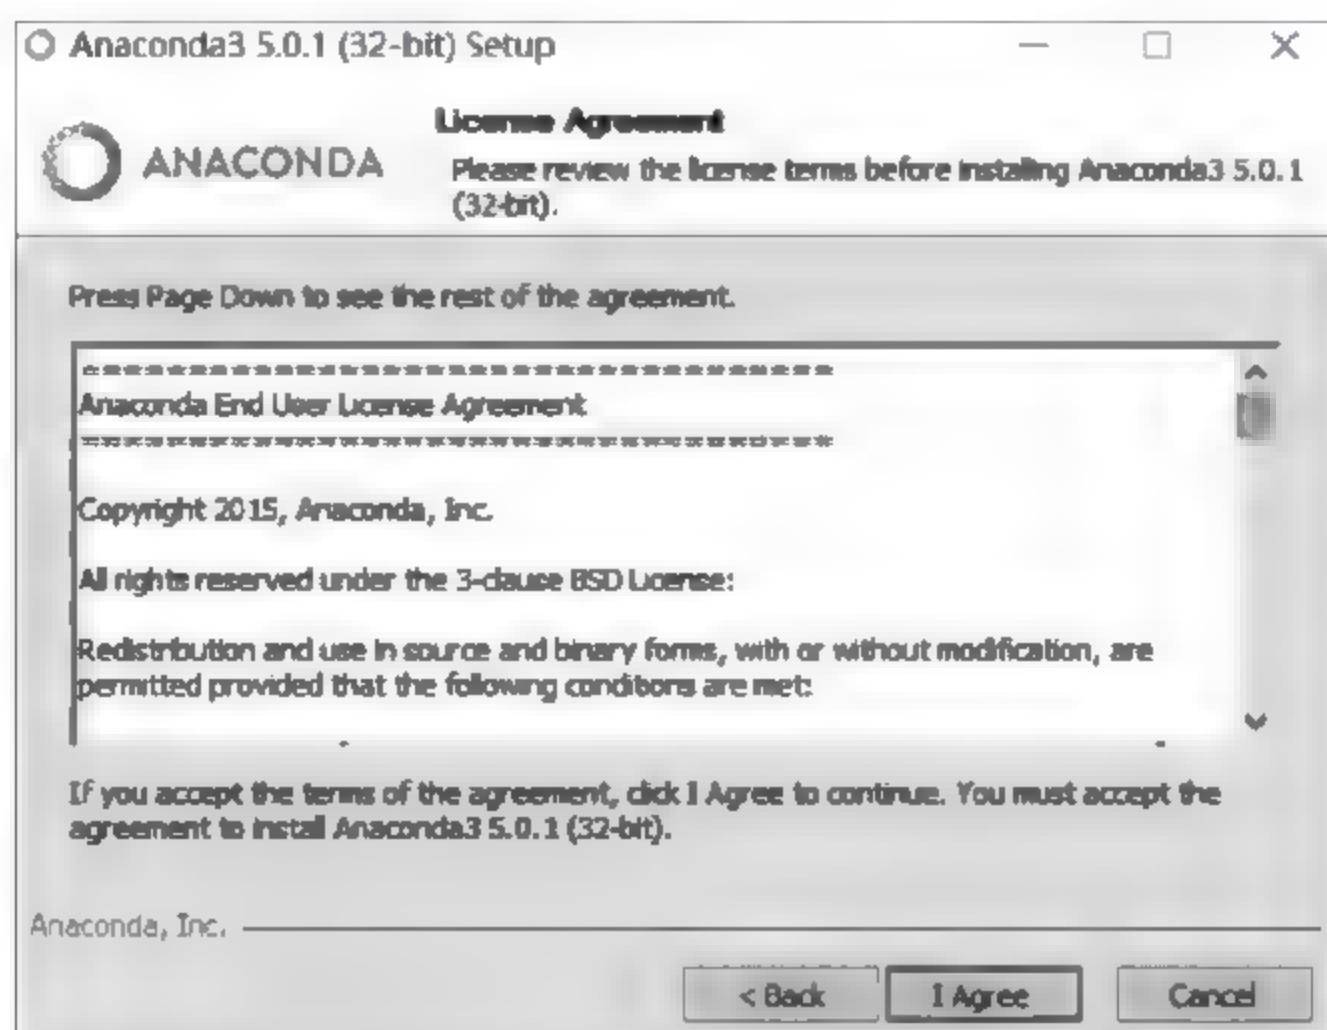 Anaconda3 5.0.1 (32-bit) Setup
ANACONDA
License Agreement
Please review the license terms before installing Anaconda3 5.0.1
(32-bit).
Press Page Down to see the rest of the agreement.
===================================
Anaconda End User License Agreement
===================================
Copyright 2015, Anaconda, Inc.
All rights reserved under the 3-clause BSD License:
Redistribution and use in source and binary forms, with or without modification, are
permitted provided that the following conditions are met:
If you accept the terms of the agreement, click I Agree to continue. You must accept the
agreement to install Anaconda3 5.0.1 (32-bit).
Anaconda, Inc.
< Back
I Agree
Cancel